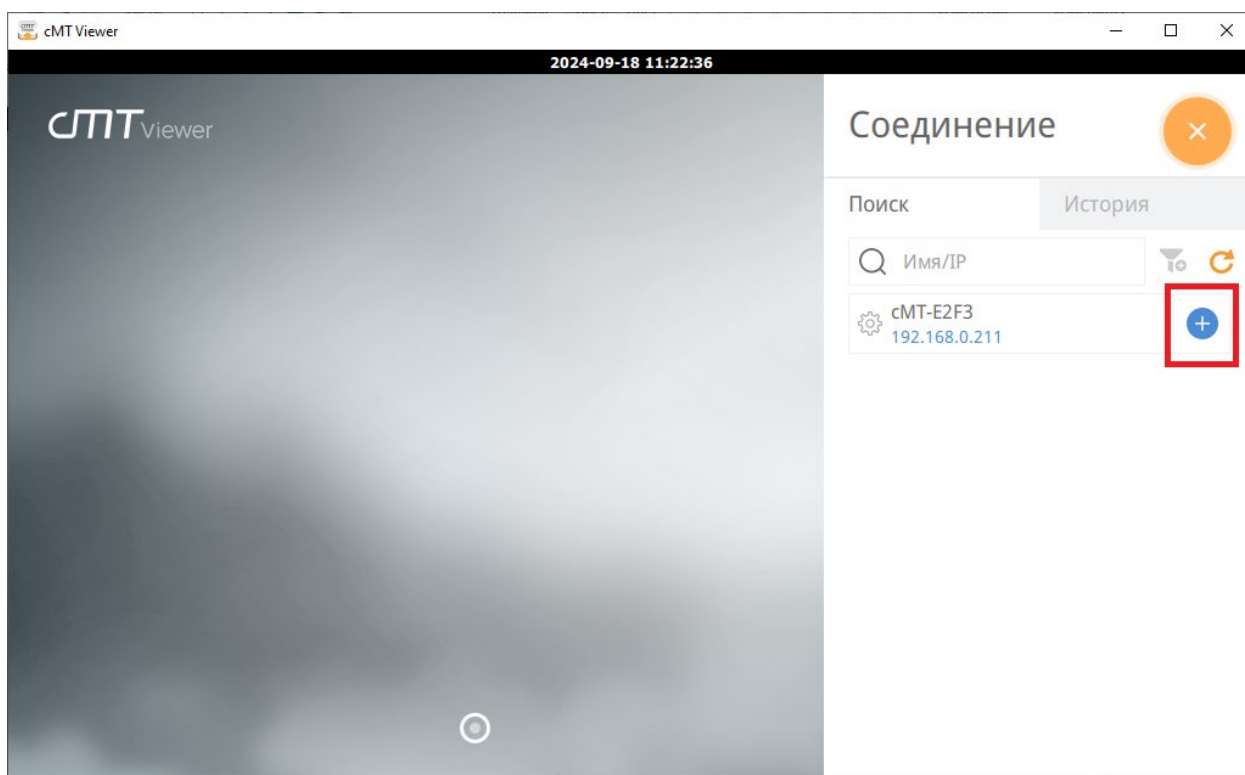 cMT Viewer
2024-09-18 11:22:36
cMT Viewer
Соединение
Поиск
История
Имя/IP
cMT-E2F3
192.168.0.211